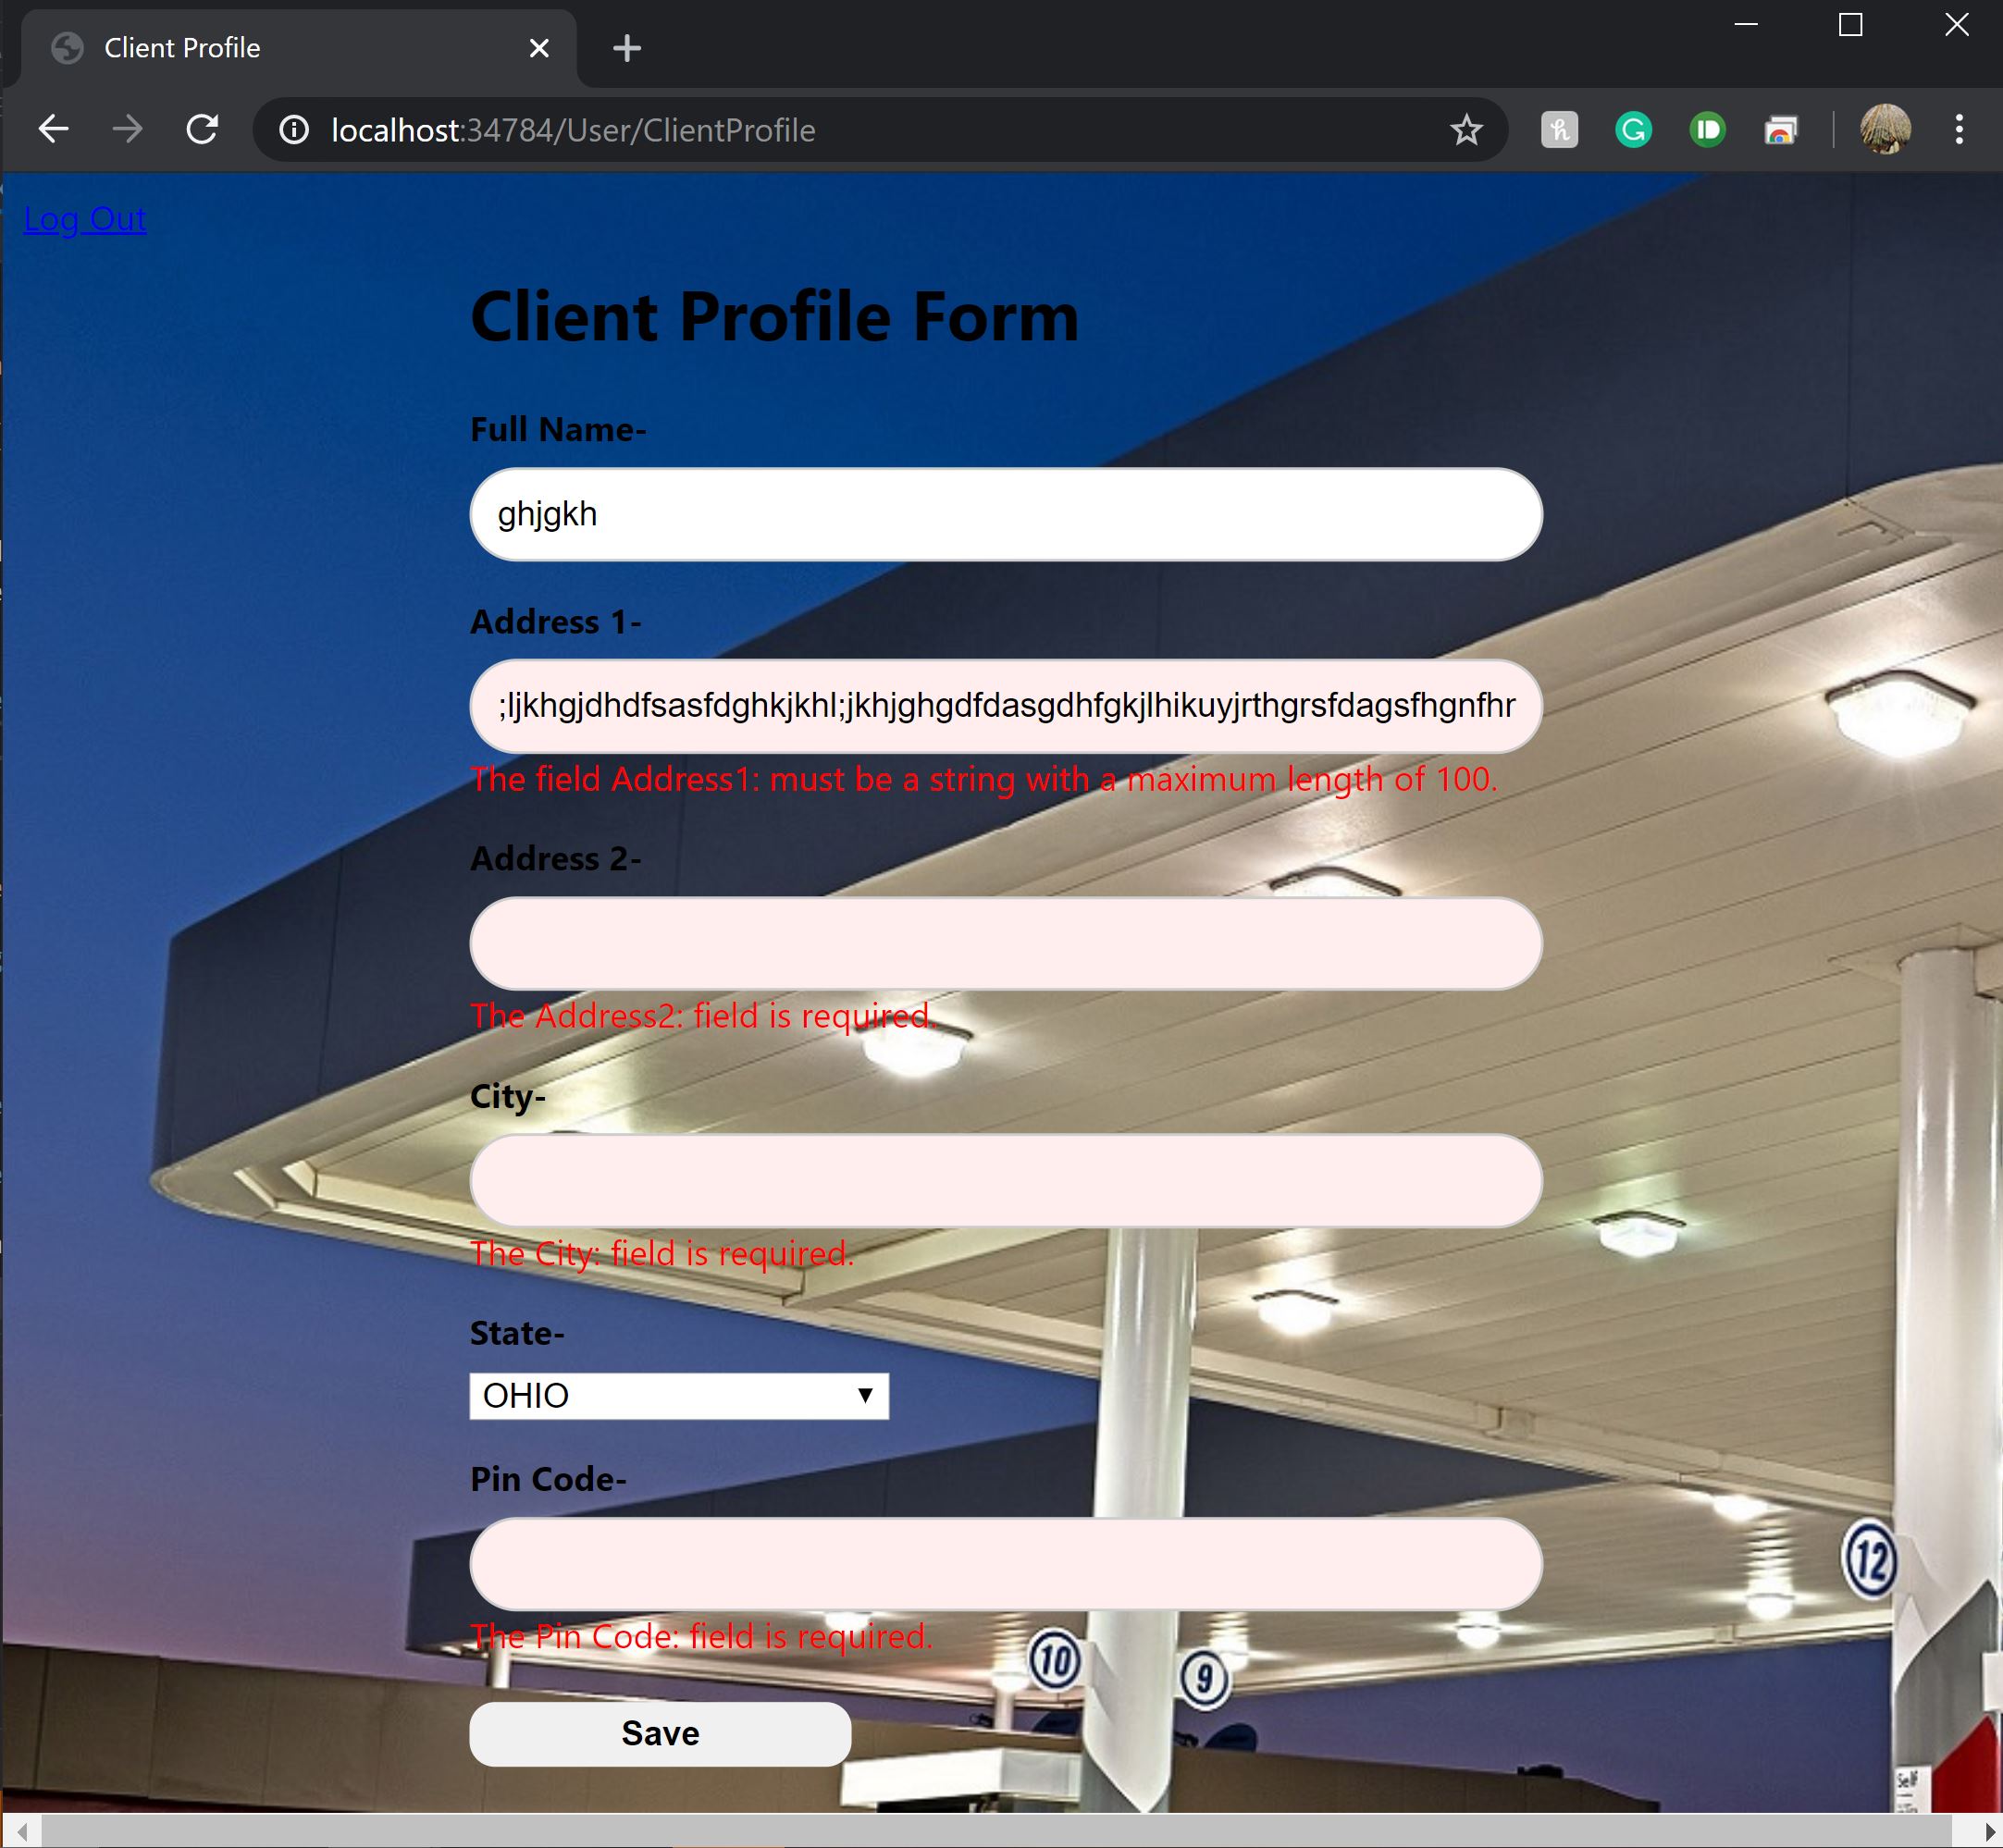 Client Profile
localhost:34784/User/ClientProfile
Log Out
Client Profile Form
Full Name-
ghjgkh
Address 1-
;ljkhgjdhdfsasfdghkjkhl;jkhjghgdfdasgdhfgkjlhikuyjrthgrsfdagsfhgnfhr
The field Address1: must be a string with a maximum length of 100.
Address 2-
The Address2: field is required.
City-
The City: field is required.
State-
OHIO
Pin Code-
12
The Pin Code: field is required.
10
9
Save
Self